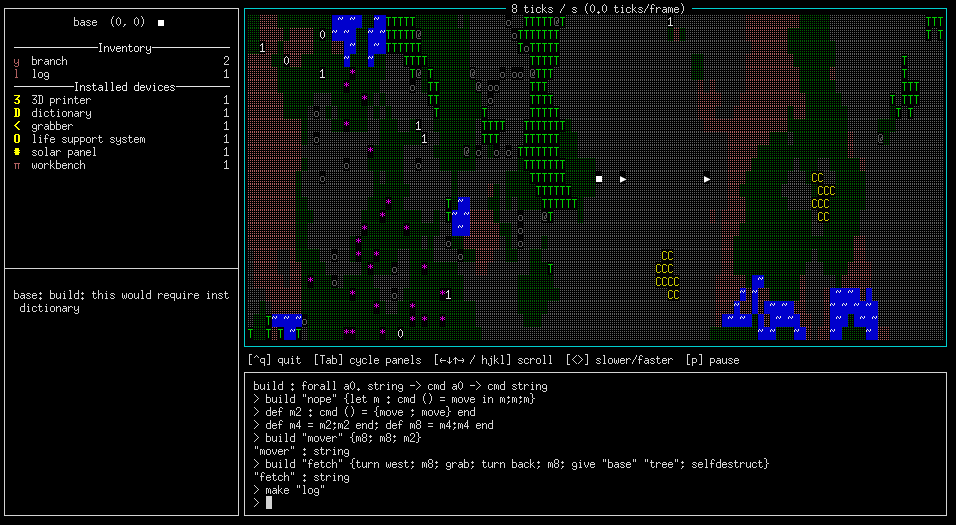 8 ticks / s (0.0 ticks/frame)
base (0, 0)
Inventory
y branch 2
l log 1
Installed devices
3 3D printer 1
D dictionary 1
< grabber 1
O life support system 1
* solar panel 1
π workbench 1
base: build: this would require inst
dictionary
[^q] quit [Tab] cycle panels [←↓↑→ / hjkl] scroll [<>] slower/faster [p] pause
build : forall a0. string -> cmd a0 -> cmd string
> build "nope" {let m : cmd () = move in m;m;m}
> def m2 : cmd () = {move ; move} end
> def m4 = m2;m2 end; def m8 = m4;m4 end
> build "mover" {m8; m8; m2}
"mover" : string
> build "fetch" {turn west; m8; grab; turn back; m8; give "base" "tree"; selfdestruct}
"fetch" : string
> make "log"
>